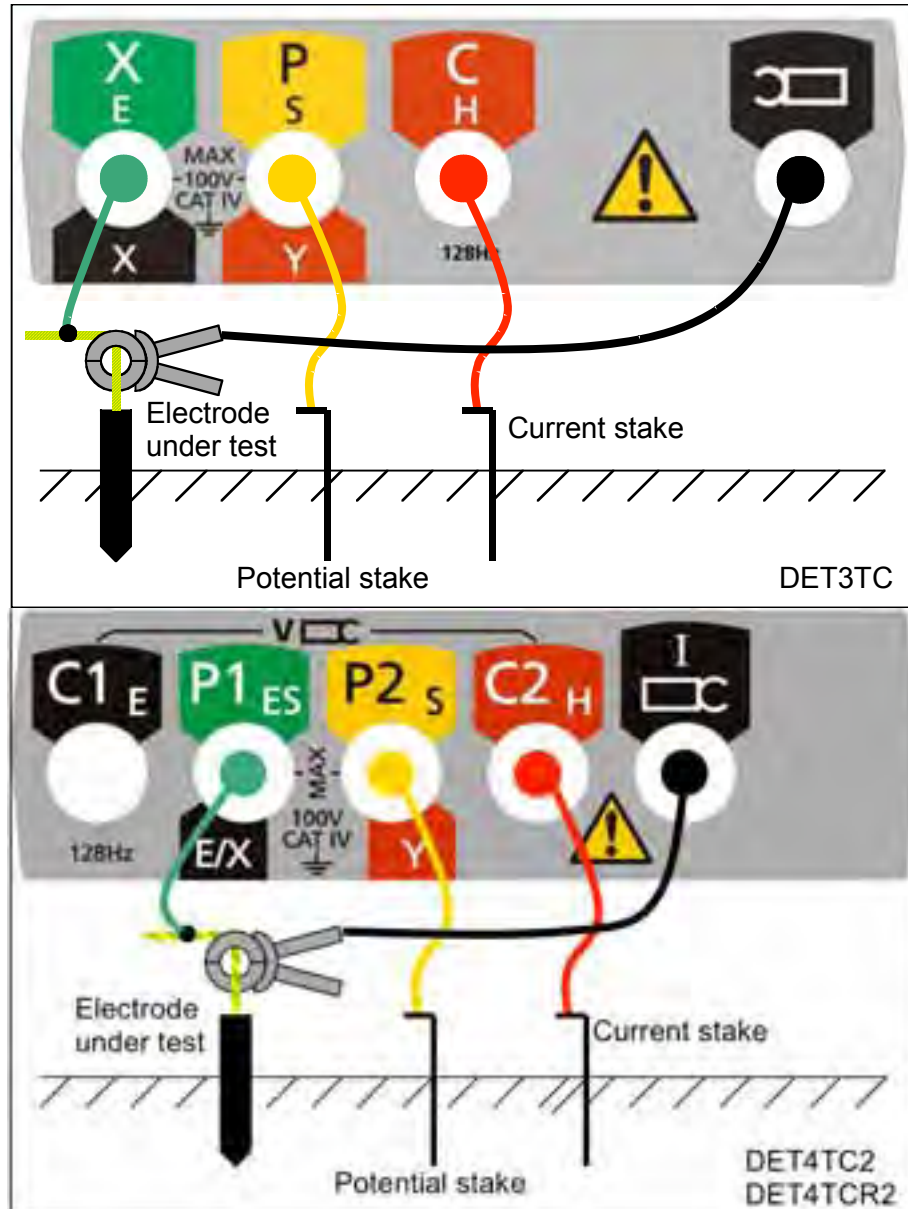 X P C
E S H
MAX
100V
CAT IV
X Y 128Hz
Electrode
under test
Current stake
Potential stake
DET3TC
V
C1 E P1 ES P2 S C2 H I
MAX
100V
CAT IV
128Hz E/X Y
Electrode
under test
Current stake
Potential stake
DET4TC2
DET4TCR2